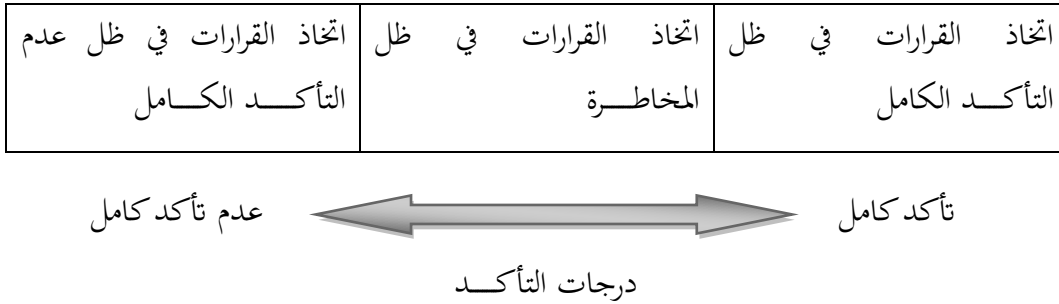 اتخاذ القرارات في ظل
التأكد الكامل
اتخاذ القرارات في ظل
المخاطرة
اتخاذ القرارات في ظل عدم
التأكد الكامل
تأكد كامل
عدم تأكد كامل
درجات التأكد